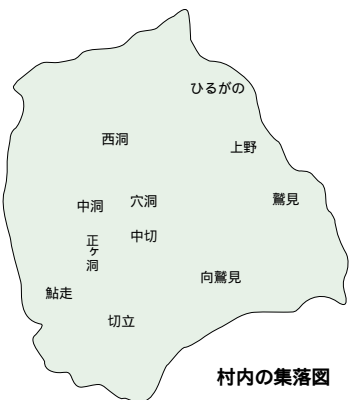 ひるがの
西洞
上野
鷲見
中洞
穴洞
正ヶ洞
中切
向鷲見
鮎走
切立
村内の集落図